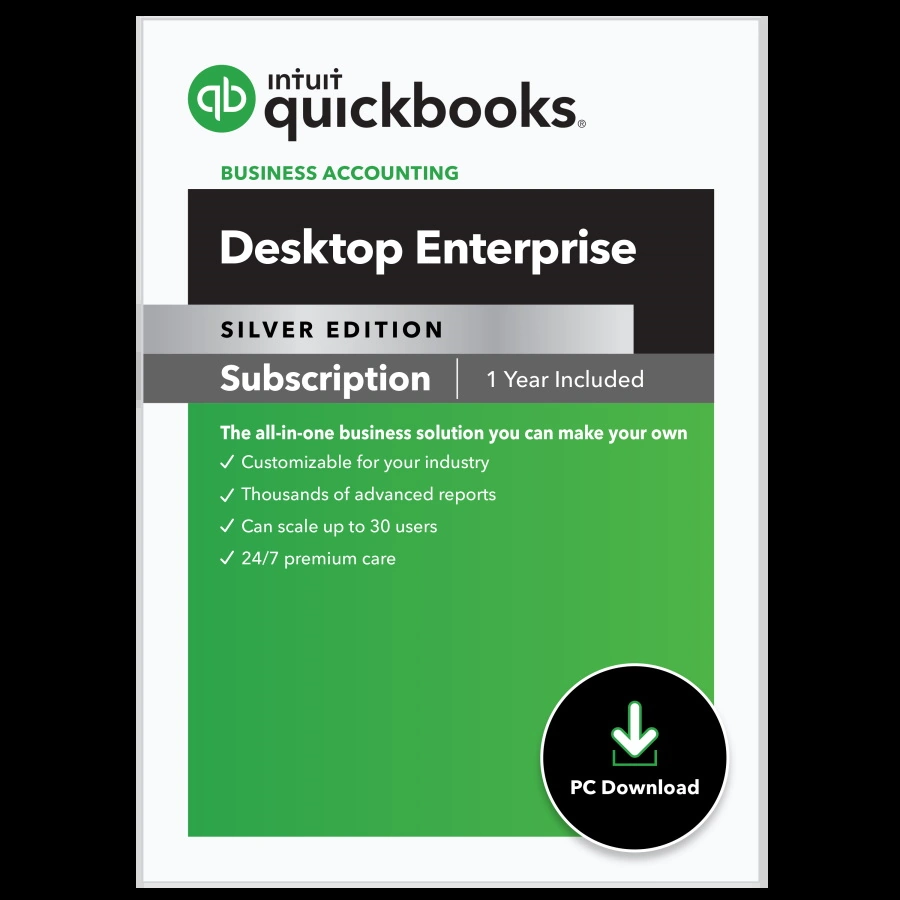 qb
intuit
quickbooks®
BUSINESS ACCOUNTING
Desktop Enterprise
SILVER EDITION
Subscription | 1 Year Included
The all-in-one business solution you can make your own
✓ Customizable for your industry
✓ Thousands of advanced reports
✓ Can scale up to 30 users
✓ 24/7 premium care
PC Download